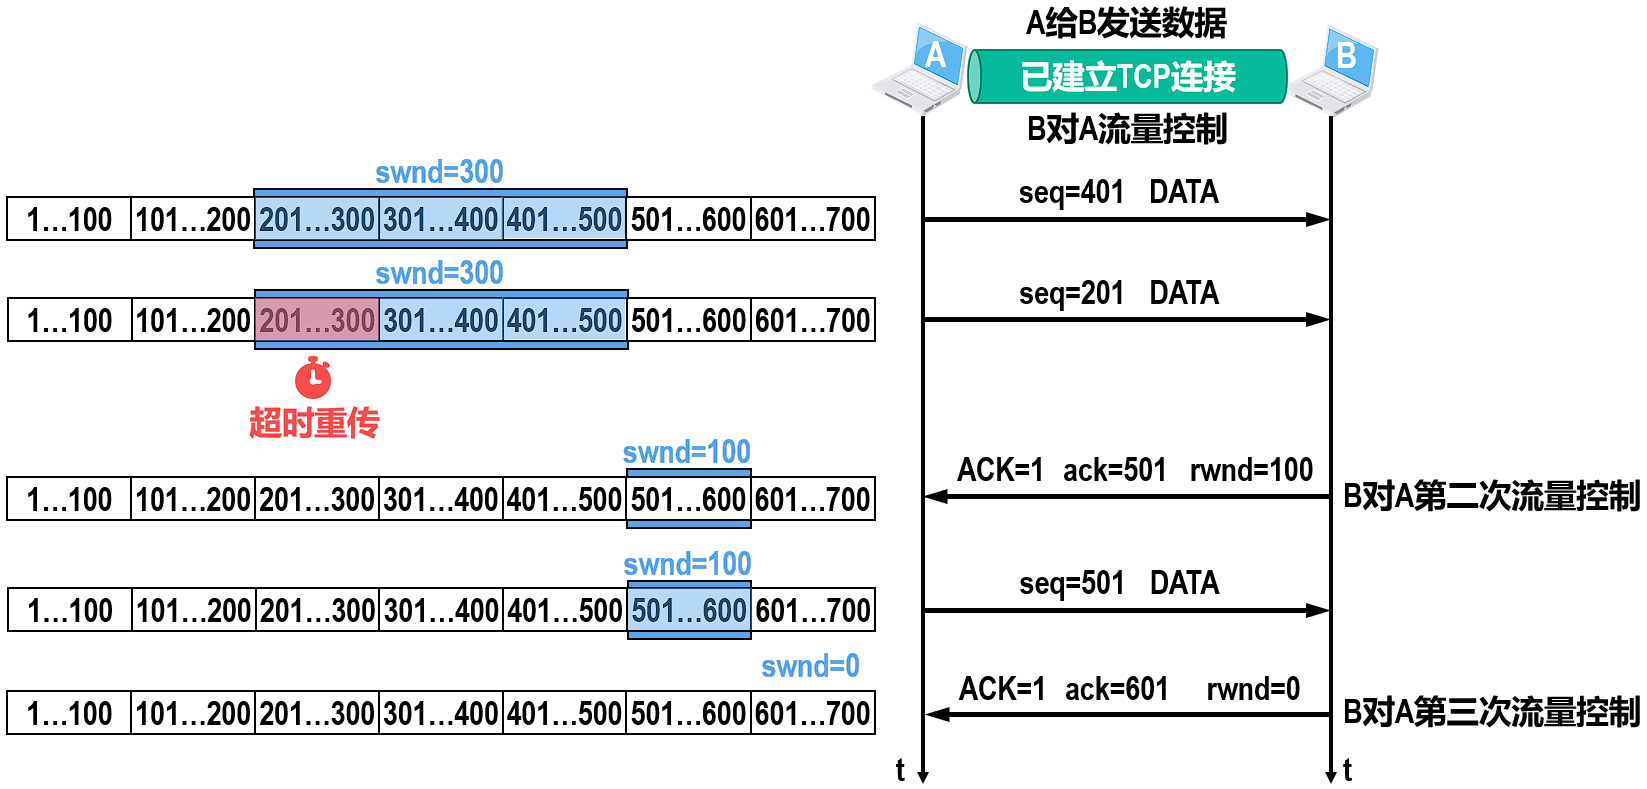 A给B发送数据
A
已建立TCP连接
B
B对A流量控制
swnd=300
1...100 101...200 201...300 301...400 401...500 501...600 601...700
seq=401 DATA
swnd=300
1...100 101...200 201...300 301...400 401...500 501...600 601...700
seq=201 DATA
超时重传
swnd=100
1...100 101...200 201...300 301...400 401...500 501...600 601...700
ACK=1 ack=501 rwnd=100
B对A第二次流量控制
swnd=100
1...100 101...200 201...300 301...400 401...500 501...600 601...700
seq=501 DATA
swnd=0
1...100 101...200 201...300 301...400 401...500 501...600 601...700
ACK=1 ack=601 rwnd=0
B对A第三次流量控制
t
t